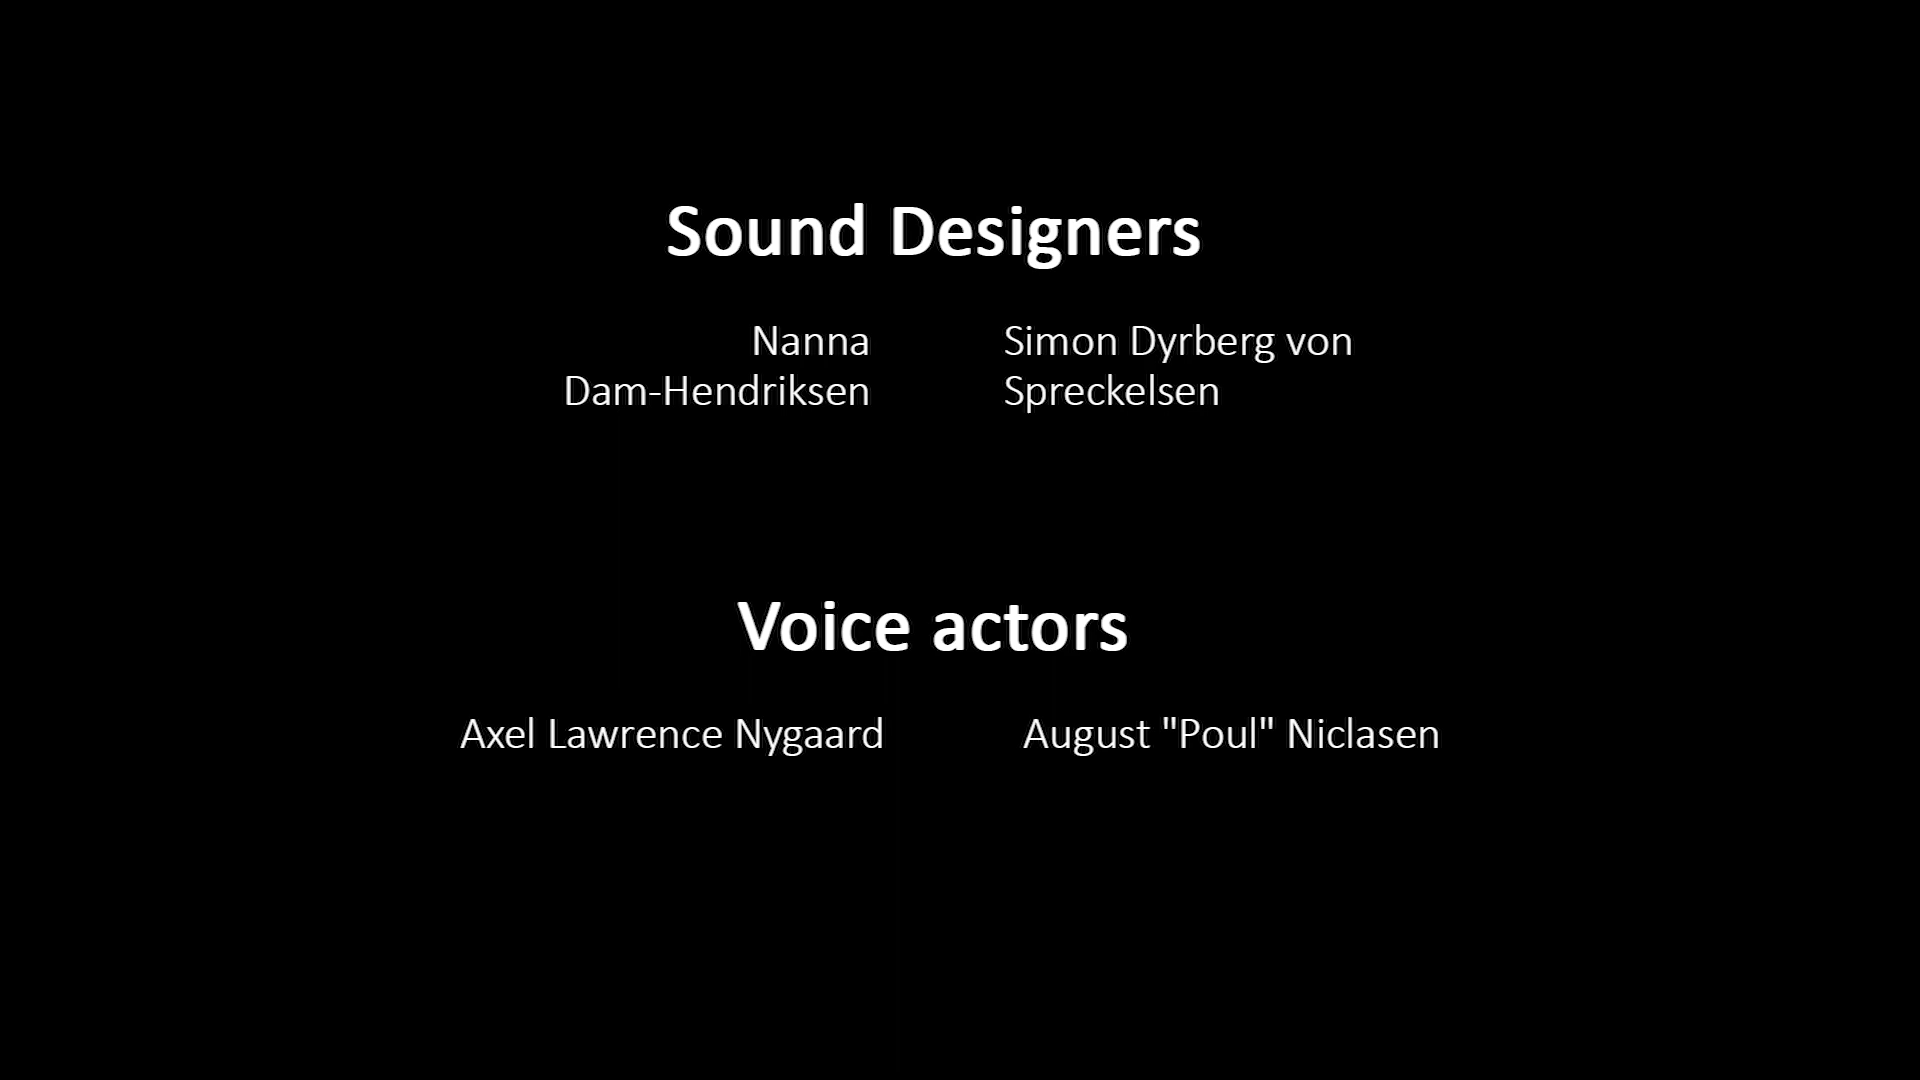 Sound Designers
Nanna
Dam-Hendriksen
Simon Dyrberg von
Spreckelsen
Voice actors
Axel Lawrence Nygaard
August "Poul" Niclasen